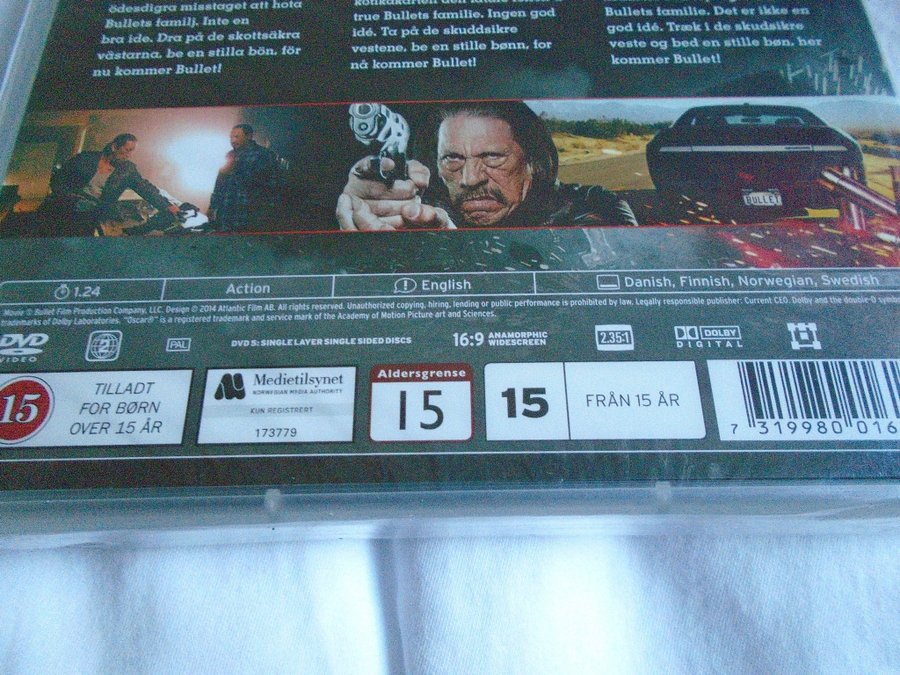 ödesdigra misstaget att hota
Bullets familj. Inte en
bra ide. Dra på de skottsäkra
västarna, be en stilla bön, för
nu kommer Bullet!
true Bullets familie. Ingen god
idé. Ta på de skuddsikre
vestene, be en stille bønn, for
nå kommer Bullet!
Bullets familie. Det er ikke en
god idé. Træk i de skudsikre
veste og bed en stille bøn, her
kommer Bullet!
BULLET
1.24
Action
English
Danish, Finnish, Norwegian, Swedish
Movie © Bullet Film Production Company, LLC. Design © 2014 Atlantic Film AB. All rights reserved. Unauthorized copying, hiring, lending or public performance is prohibited by law. Legally responsible publisher: Current CEO. Dolby and the double-D symbo
trademarks of Dolby Laboratories. "Oscar®" is a registered trademark and service mark of the Academy of Motion Picture art and Sciences.
DVD
VIDEO
2
PAL
DVD 5: SINGLE LAYER SINGLE SIDED DISCS
16:9 ANAMORPHIC
WIDESCREEN
2.35:1
DOLBY
DIGITAL
15
TILLADT
FOR BØRN
OVER 15 ÅR
Medietilsynet
NORWEGIAN MEDIA AUTHORITY
KUN REGISTRERT
173779
Aldersgrense
15
15
FRÅN 15 ÅR
7 319980 016